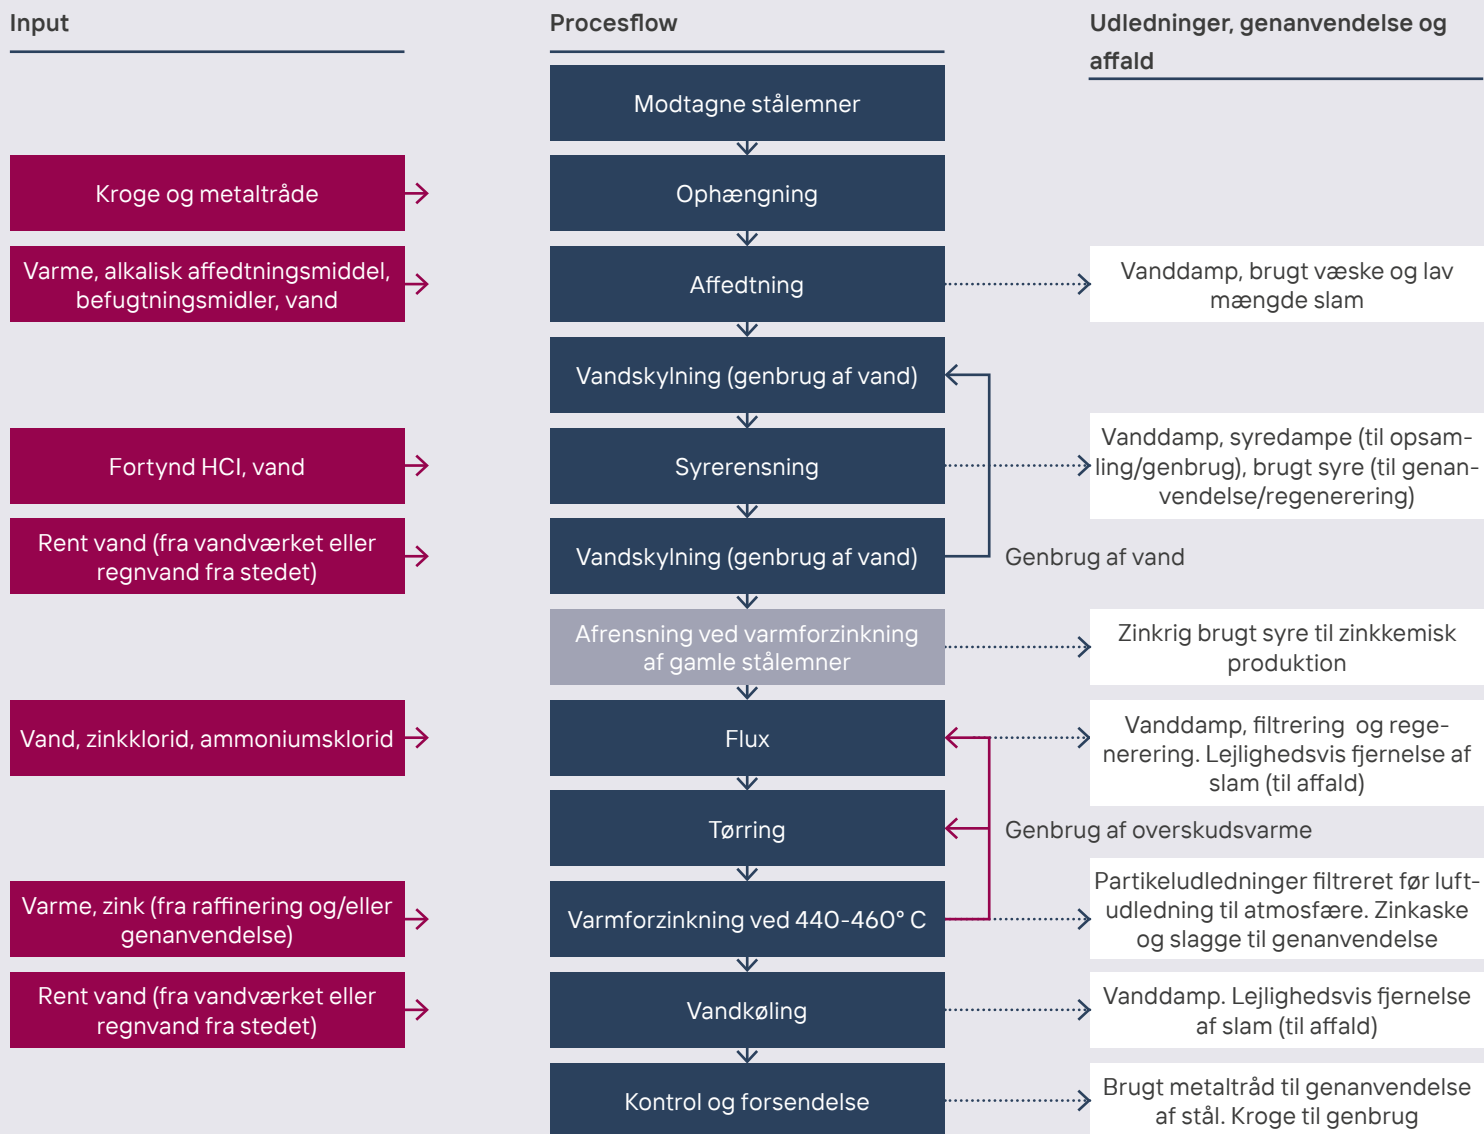 Input
Procesflow
Udledninger, genanvendelse og
affald
Modtagne stålemner
Kroge og metaltråde
Ophængning
Varme, alkalisk affedtningsmiddel,
befugtningsmidler, vand
Affedtning
Vanddamp, brugt væske og lav
mængde slam
Vandskylning (genbrug af vand)
Fortynd HCI, vand
Syrerensning
Vanddamp, syredampe (til opsam-
ling/genbrug), brugt syre (til genan-
vendelse/regenerering)
Rent vand (fra vandværket eller
regnvand fra stedet)
Vandskylning (genbrug af vand)
Genbrug af vand
Afrensning ved varmforzinkning
af gamle stålemner
Zinkrig brugt syre til zinkkemisk
produktion
Vand, zinkklorid, ammoniumsklorid
Flux
Vanddamp, filtrering og rege-
nerering. Lejlighedsvis fjernelse af
slam (til affald)
Tørring
Genbrug af overskudsvarme
Varme, zink (fra raffinering og/eller
genanvendelse)
Varmforzinkning ved 440-460° C
Partikeludledninger filtreret før luft-
udledning til atmosfære. Zinkaske
og slagge til genanvendelse
Rent vand (fra vandværket eller
regnvand fra stedet)
Vandkøling
Vanddamp. Lejlighedsvis fjernelse
af slam (til affald)
Kontrol og forsendelse
Brugt metaltråd til genanvendelse
af stål. Kroge til genbrug